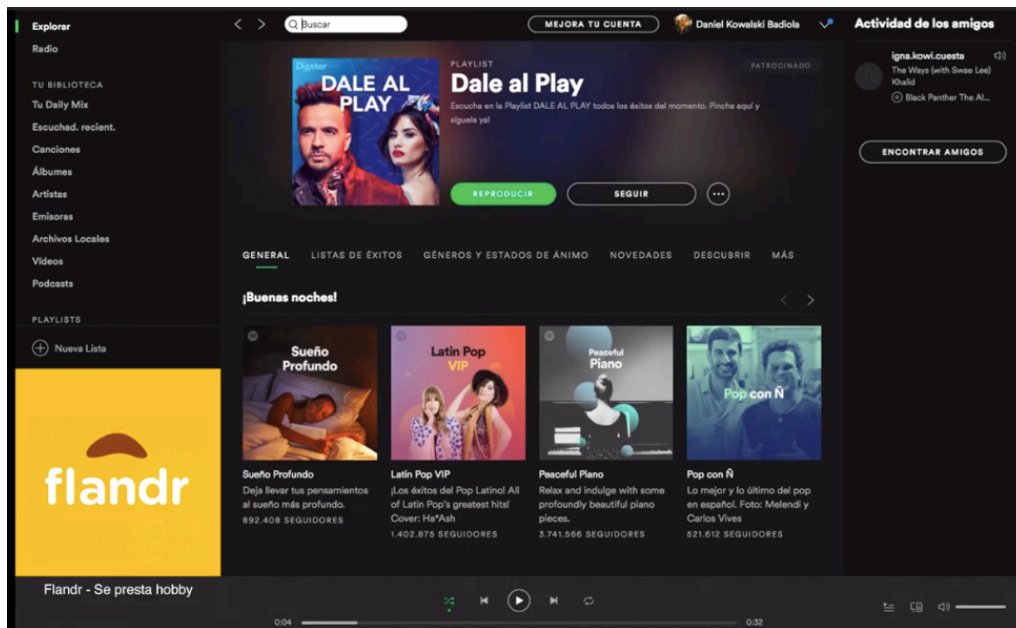 Explorar
Radio
TU BIBLIOTECA
Tu Daily Mix
Escuchad. recient.
Canciones
Álbumes
Artistas
Emisoras
Archivos Locales
Vídeos
Podcasts
PLAYLISTS
Nueva Lista
flandr
Flandr - Se presta hobby
Buscar
MEJORA TU CUENTA
Daniel Kowalski Badiola
Digster
DALE AL
PLAY
PLAYLIST
PATROCINADO
Dale al Play
Escucha en la Playlist DALE AL PLAY todos los éxitos del momento. Pincha aquí y
síguela ya!
REPRODUCIR
SEGUIR
GENERAL
LISTAS DE ÉXITOS
GÉNEROS Y ESTADOS DE ÁNIMO
NOVEDADES
DESCUBRIR
MÁS
¡Buenas noches!
Sueño
Profundo
Sueño Profundo
Deja llevar tus pensamientos
al sueño más profundo.
892.408 SEGUIDORES
Latin Pop
VIP
Latin Pop VIP
¡Los éxitos del Pop Latino! All
of Latin Pop's greatest hits!
Cover: Ha*Ash
1.402.875 SEGUIDORES
Peaceful
Piano
Peaceful Piano
Relax and indulge with some
profoundly beautiful piano
pieces.
3.741.566 SEGUIDORES
Pop con Ñ
Pop con Ñ
Lo mejor y lo último del pop
en español. Foto: Melendi y
Carlos Vives
521.612 SEGUIDORES
Actividad de los amigos
igna.kowi.cuesta
The Ways (with Swae Lee)
Khalid
Black Panther The Al...
ENCONTRAR AMIGOS
0:04
0:32